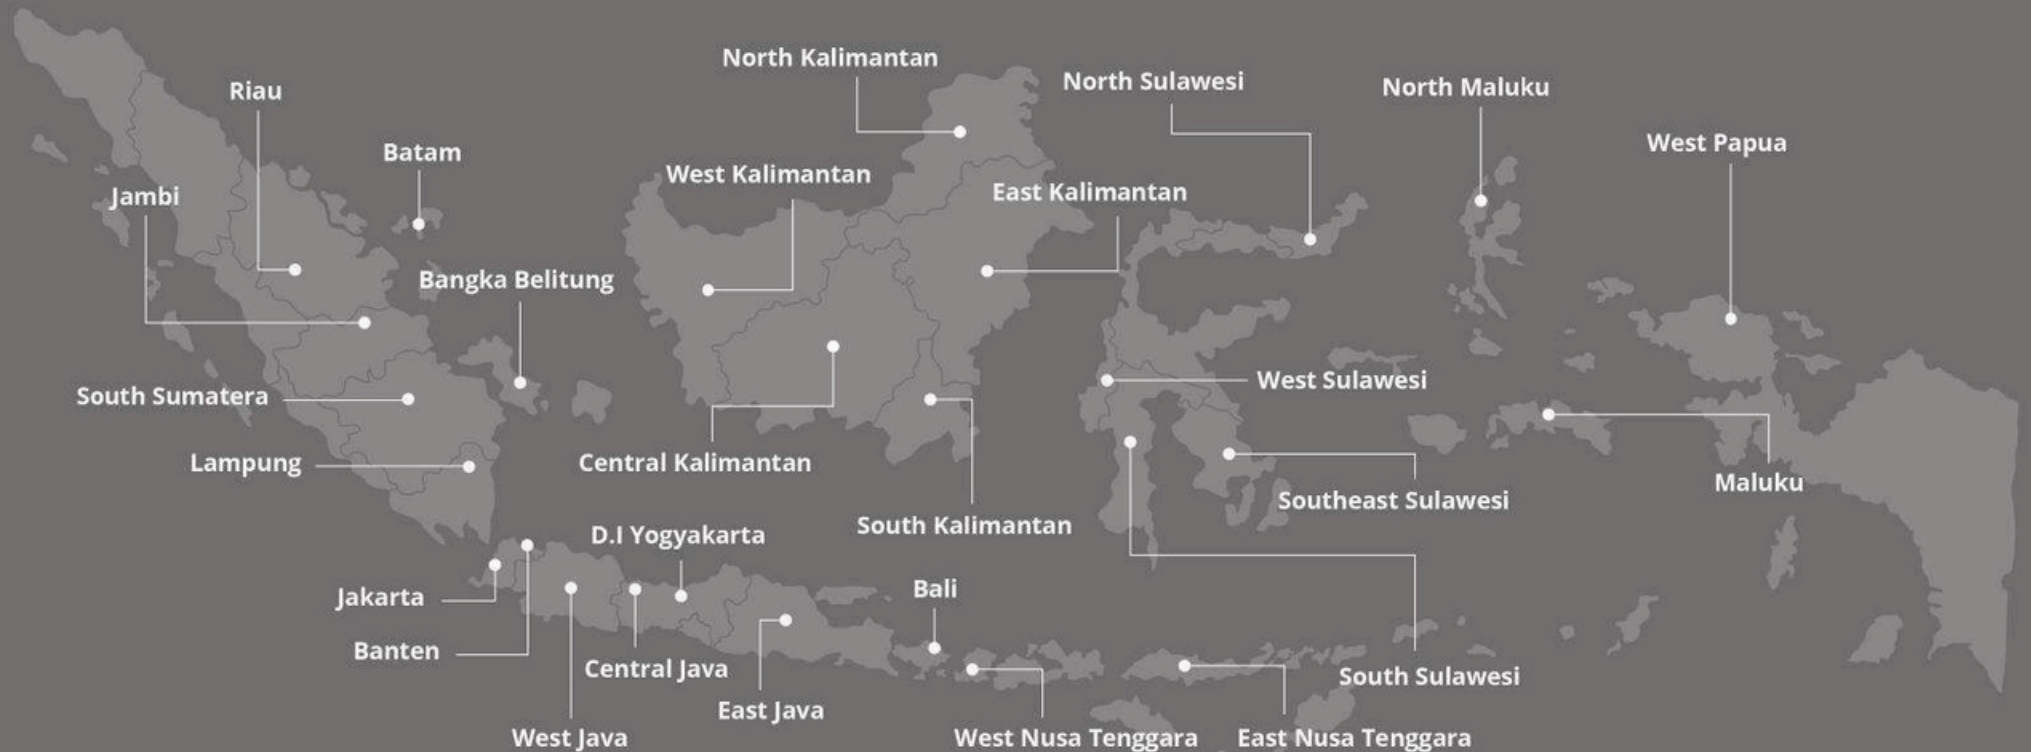 North Kalimantan
North Sulawesi
North Maluku
Riau
West Papua
Batam
West Kalimantan
East Kalimantan
Jambi
Bangka Belitung
West Sulawesi
South Sumatera
Lampung
Central Kalimantan
Maluku
Southeast Sulawesi
South Kalimantan
D.I Yogyakarta
Jakarta
Bali
Banten
Central Java
South Sulawesi
East Java
West Java
West Nusa Tenggara
East Nusa Tenggara